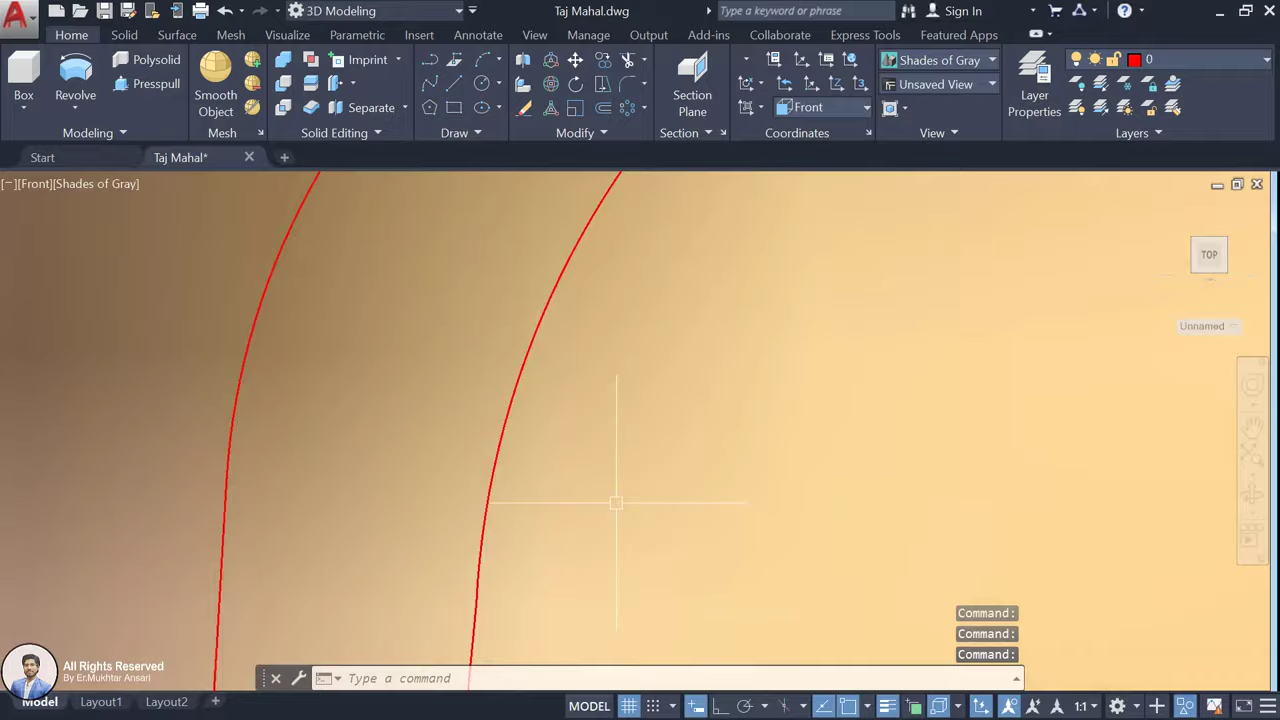 3D Modeling
Taj Mahal.dwg
Type a keyword or phrase
Sign In
Home
Solid
Surface
Mesh
Visualize
Parametric
Insert
Annotate
View
Manage
Output
Add-ins
Collaborate
Express Tools
Featured Apps
Box
Revolve
Polysolid
Presspull
Smooth
Object
Imprint
Separate
Section
Plane
Front
Shades of Gray
Unsaved View
Layer
Properties
0
Modeling
Mesh
Solid Editing
Draw
Modify
Section
Coordinates
View
Layers
Start
Taj Mahal*
[−][Front][Shades of Gray]
TOP
Unnamed
Command:
Command:
Command:
All Rights Reserved
By Er.Mukhtar Ansari
Type a command
Model
Layout1
Layout2
MODEL
1:1